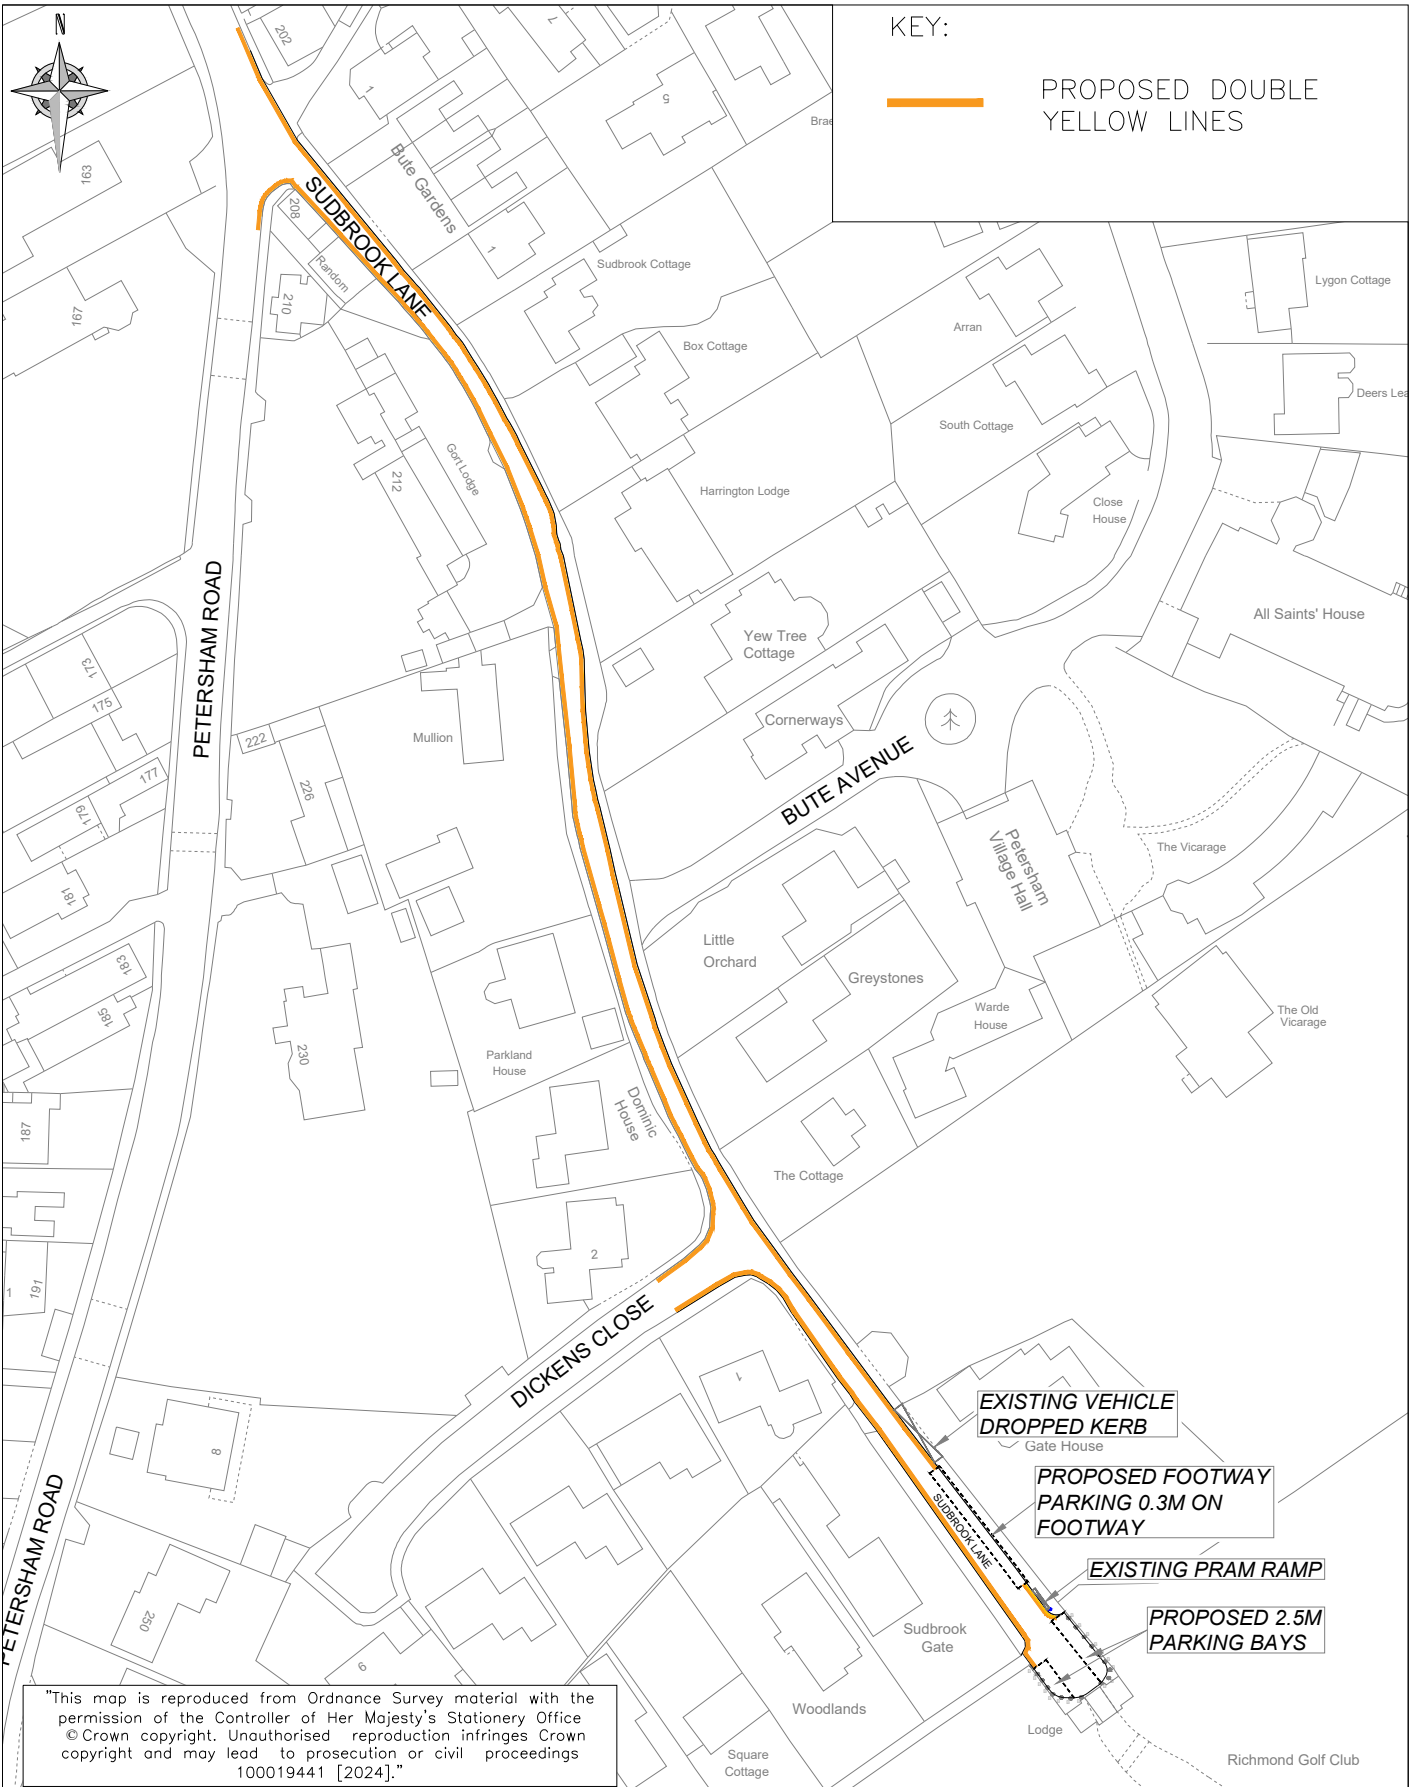 N
KEY:
PROPOSED DOUBLE
YELLOW LINES
202
7
1
5
Brae
163
Bute Gardens
208
SUDBROOK LANE
1
Random
Sudbrook Cottage
210
167
Lygon Cottage
Arran
Box Cottage
Deers Lea
South Cottage
Gort Lodge
212
Harrington Lodge
Close
House
PETERSHAM ROAD
All Saints' House
Yew Tree
Cottage
173
175
Cornerways
222
Mullion
177
226
BUTE AVENUE
179
Petersham
Village Hall
The Vicarage
181
Little
Orchard
183
Greystones
185
Warde
House
The Old
Vicarage
230
Parkland
House
Dominic
House
187
The Cottage
2
191
1
DICKENS CLOSE
1
EXISTING VEHICLE
DROPPED KERB
Gate House
8
PROPOSED FOOTWAY
PARKING 0.3M ON
FOOTWAY
SUDBROOK LANE
PETERSHAM ROAD
EXISTING PRAM RAMP
250
PROPOSED 2.5M
PARKING BAYS
Sudbrook
Gate
9
Woodlands
Lodge
Square
Cottage
Richmond Golf Club
"This map is reproduced from Ordnance Survey material with the
permission of the Controller of Her Majesty's Stationery Office
© Crown copyright. Unauthorised reproduction infringes Crown
copyright and may lead to prosecution or civil proceedings
100019441 [2024]."